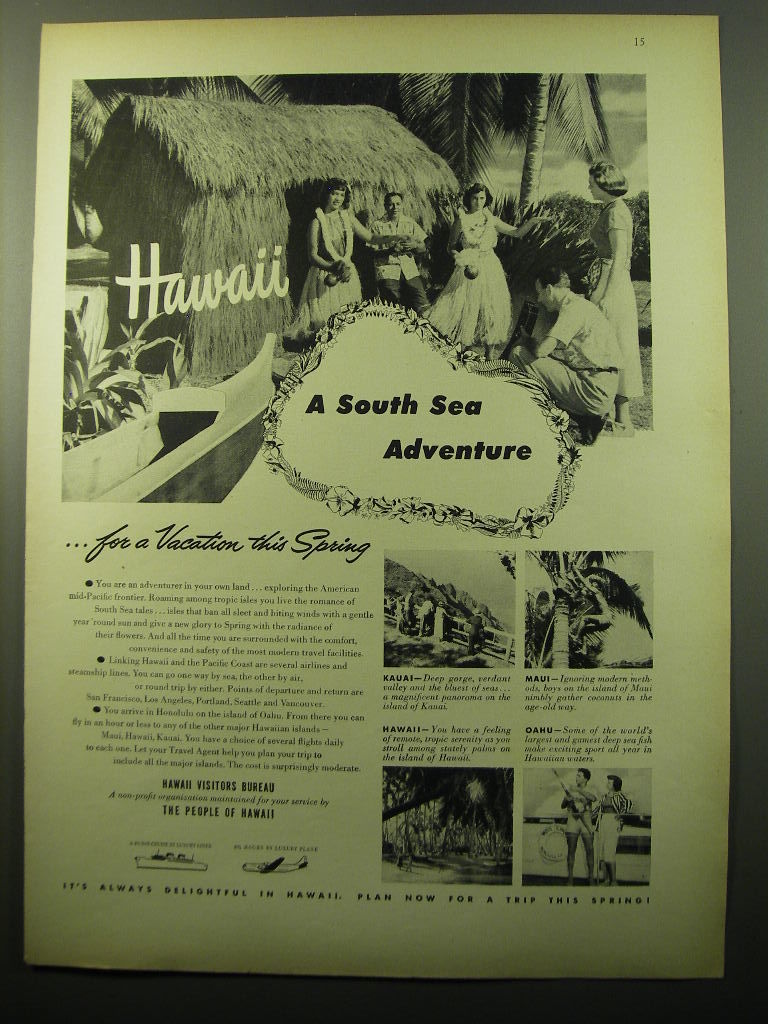 15
Hawaii
A South Sea
Adventure
... for a Vacation this Spring
● You are an adventurer in your own land ... exploring the American
mid-Pacific frontier. Roaming among tropic isles you live the romance of
South Sea tales ... isles that ban all sleet and biting winds with a gentle
year 'round sun and give a new glory to Spring with the radiance of
their flowers. And all the time you are surrounded with the comfort,
convenience and safety of the most modern travel facilities.
● Linking Hawaii and the Pacific Coast are several airlines and
steamship lines. You can go one way by sea, the other by air,
or round trip by either. Points of departure and return are
San Francisco, Los Angeles, Portland, Seattle and Vancouver.
● You arrive in Honolulu on the island of Oahu. From there you can
fly in an hour or less to any of the other major Hawaiian islands —
Maui, Hawaii, Kauai. You have a choice of several flights daily
to each one. Let your Travel Agent help you plan your trip to
include all the major islands. The cost is surprisingly moderate.
HAWAII VISITORS BUREAU
A non-profit organization maintained for your service by
THE PEOPLE OF HAWAII
LUXURY LINER
HOURS BY LUXURY PLANE
KAUAI—Deep gorge, verdant
valley and the bluest of seas ...
a magnificent panorama on the
island of Kauai.
MAUI—Ignoring modern meth-
ods, boys on the island of Maui
nimbly gather coconuts in the
age-old way.
HAWAII—You have a feeling
of remote, tropic serenity as you
stroll among stately palms on
the island of Hawaii.
OAHU—Some of the world's
largest and gamest deep sea fish
make exciting sport all year in
Hawaiian waters.
IT'S ALWAYS DELIGHTFUL IN HAWAII. PLAN NOW FOR A TRIP THIS SPRING!